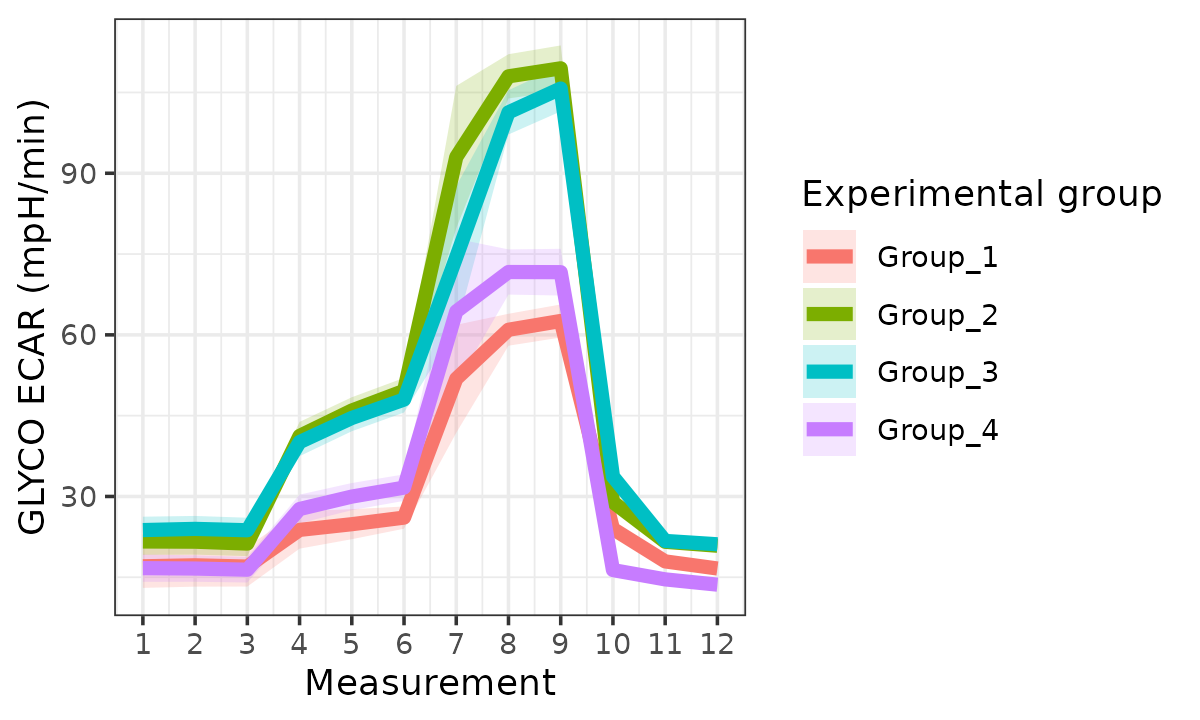 GLYCO ECAR (mpH/min)
90
60
30
1 2 3 4 5 6 7 8 9 10 11 12
Measurement
Experimental group
Group_1
Group_2
Group_3
Group_4